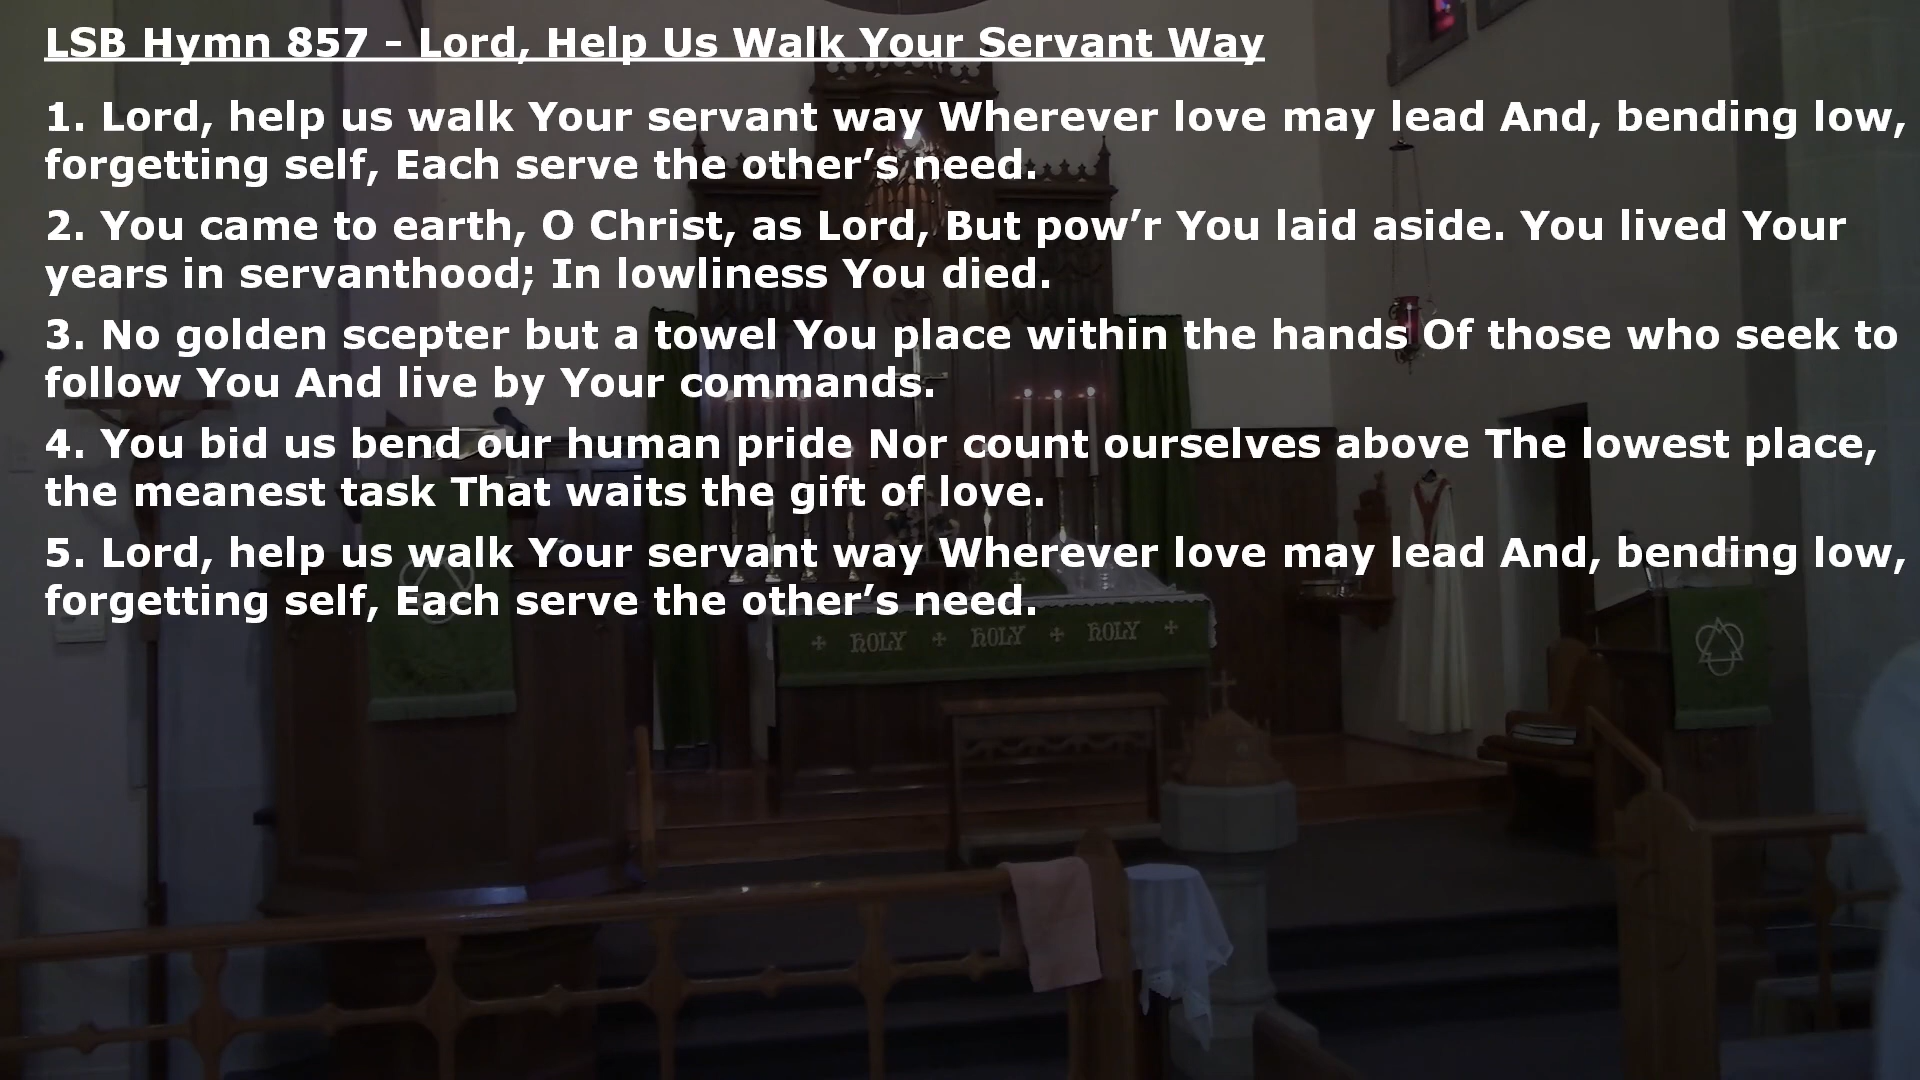 LSB Hymn 857 - Lord, Help Us Walk Your Servant Way
1. Lord, help us walk Your servant way Wherever love may lead And, bending low,
forgetting self, Each serve the other’s need.
2. You came to earth, O Christ, as Lord, But pow’r You laid aside. You lived Your
years in servanthood; In lowliness You died.
3. No golden scepter but a towel You place within the hands Of those who seek to
follow You And live by Your commands.
4. You bid us bend our human pride Nor count ourselves above The lowest place,
the meanest task That waits the gift of love.
5. Lord, help us walk Your servant way Wherever love may lead And, bending low,
forgetting self, Each serve the other’s need.
HOLY HOLY HOLY